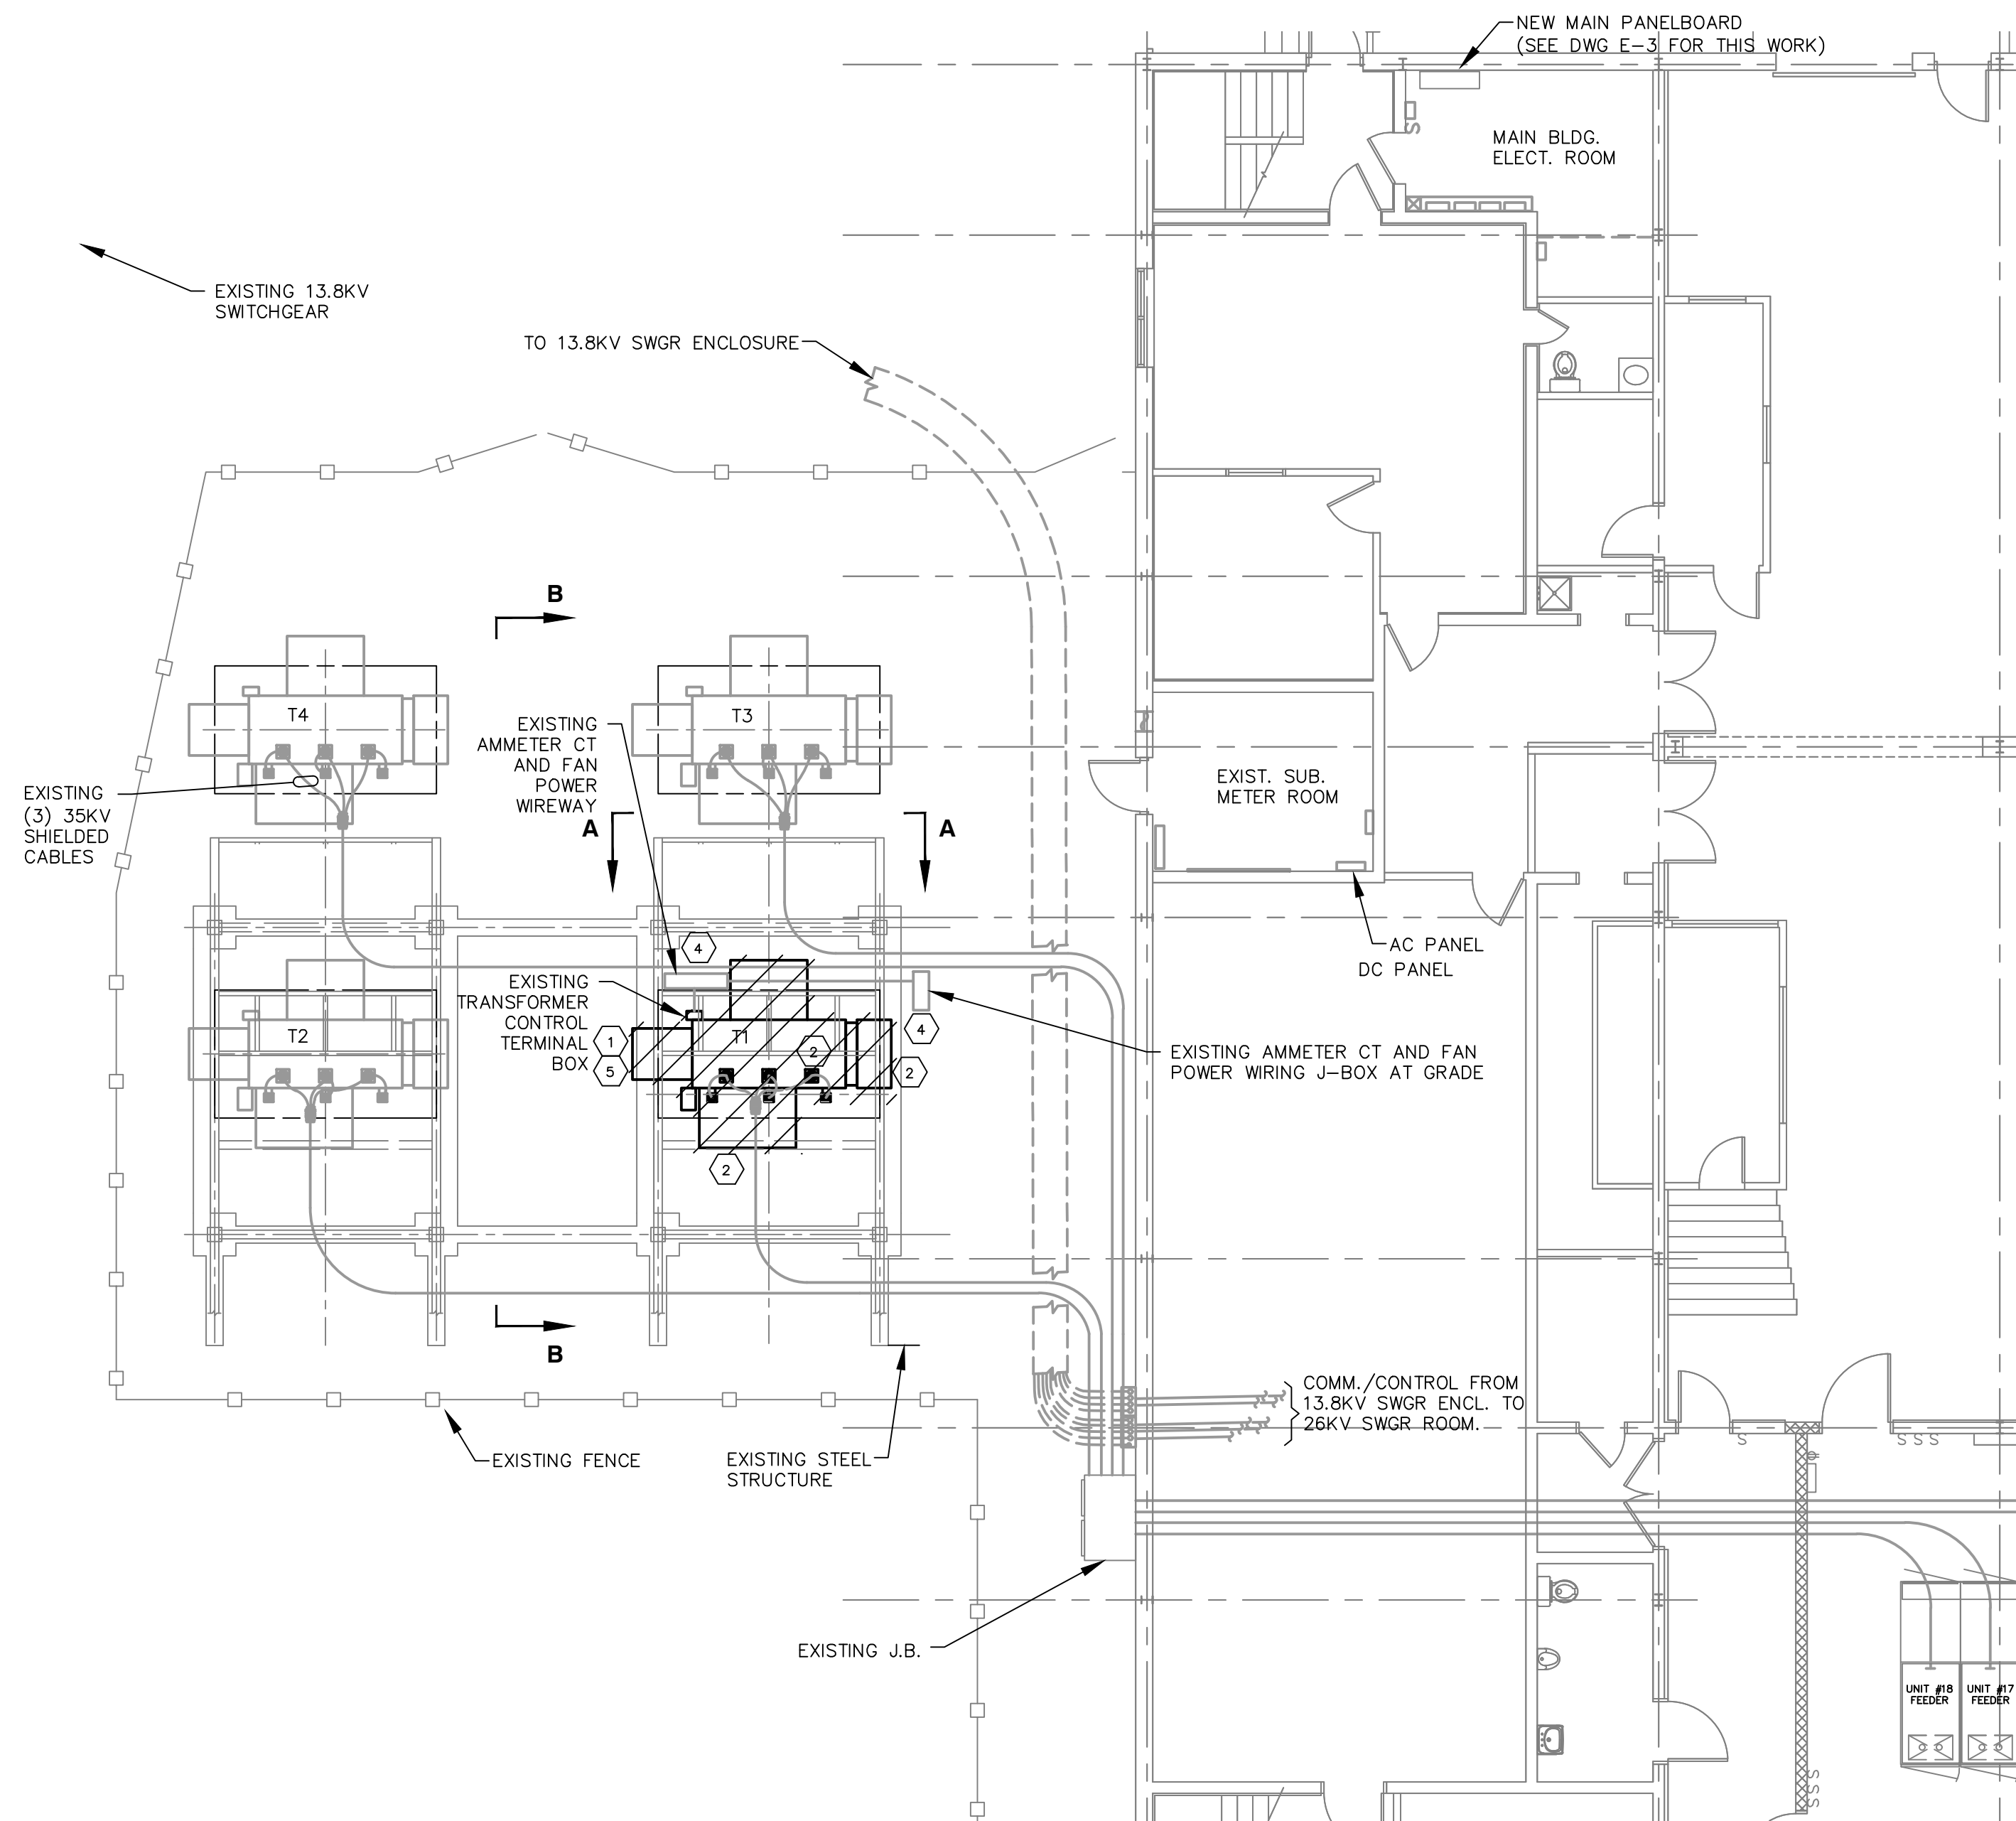 NEW MAIN PANELBOARD
(SEE DWG E-3 FOR THIS WORK)
MAIN BLDG.
ELECT. ROOM
S
EXISTING 13.8KV
SWITCHGEAR
TO 13.8KV SWGR ENCLOSURE
B
T4
T3
EXISTING
AMMETER CT
AND FAN
POWER
WIREWAY
EXISTING
(3) 35KV
SHIELDED
CABLES
A
A
EXIST. SUB.
METER ROOM
AC PANEL
DC PANEL
4
EXISTING
TRANSFORMER
CONTROL
TERMINAL
BOX
T2
T1
1
5
2
2
2
4
EXISTING AMMETER CT AND FAN
POWER WIRING J-BOX AT GRADE
B
COMM./CONTROL FROM
13.8KV SWGR ENCL. TO
26KV SWGR ROOM.
EXISTING FENCE
EXISTING STEEL
STRUCTURE
S
S S S
EXISTING J.B.
UNIT #18
FEEDER
UNIT #17
FEEDER
S
S
S